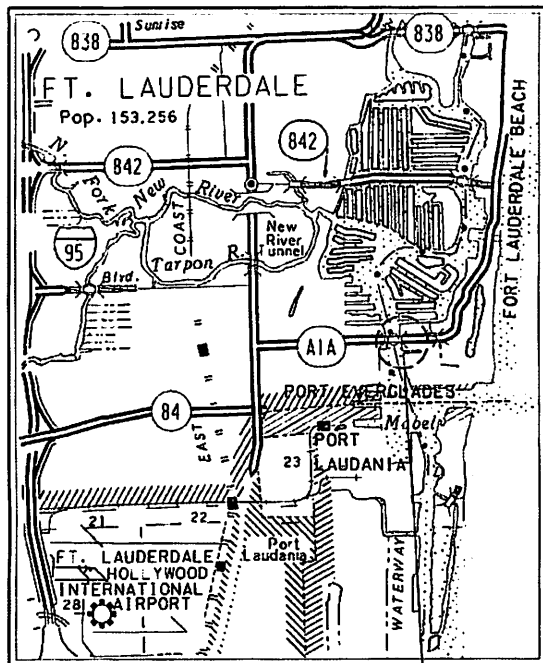 838
Sunrise
838
FT. LAUDERDALE
Pop. 153,256
842
842
N Fork New River
COAST
New
River
Tunnel
95
Tarpon R.
Blvd.
FORT LAUDERDALE BEACH
A1A
PORT EVERGLADES
84
Mabel
EAST
PORT
LAUDANIA
23
21
22
Port
Laudania
FT. LAUDERDALE
HOLLYWOOD
INTERNATIONAL
AIRPORT
28
WATERWAY